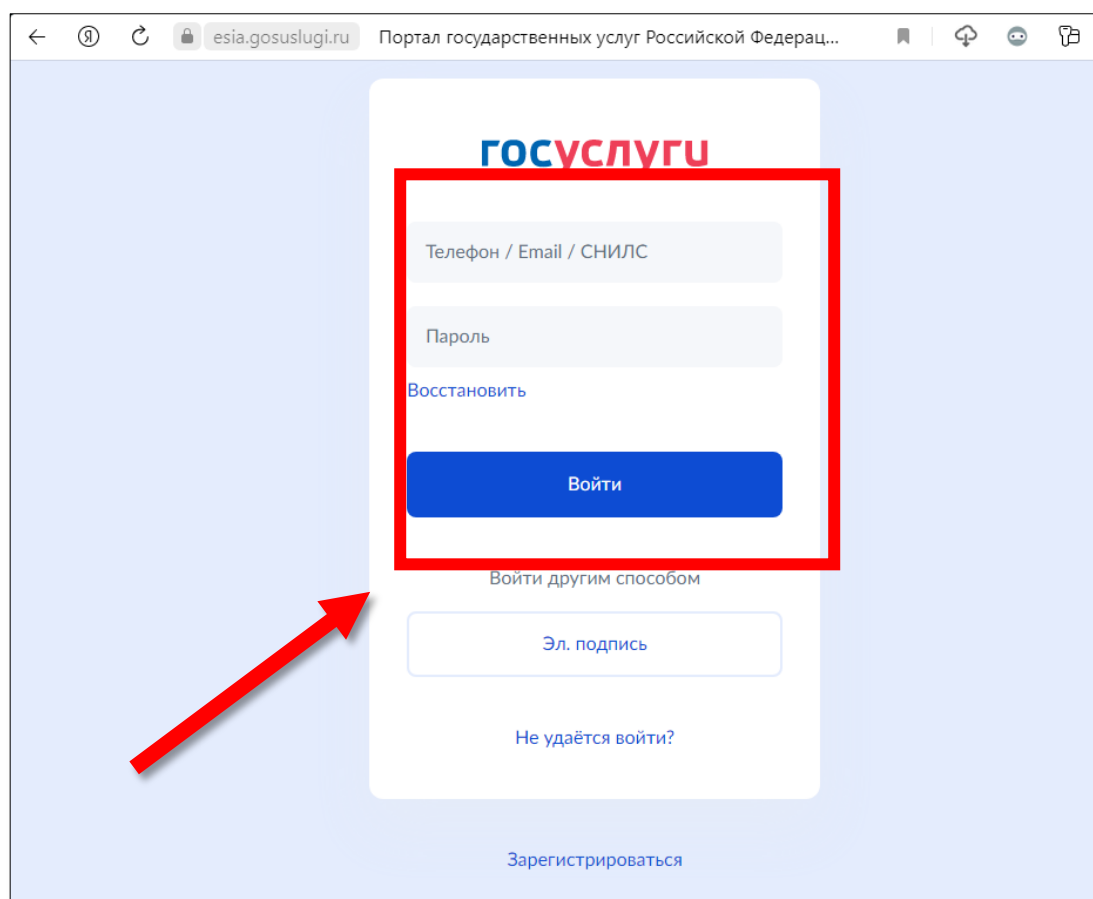 esia.gosuslugi.ru Портал государственных услуг Российской Федерац...
госуслуги
Телефон / Email / СНИЛС
Пароль
Восстановить
Войти
Войти другим способом
Эл. подпись
Не удаётся войти?
Зарегистрироваться